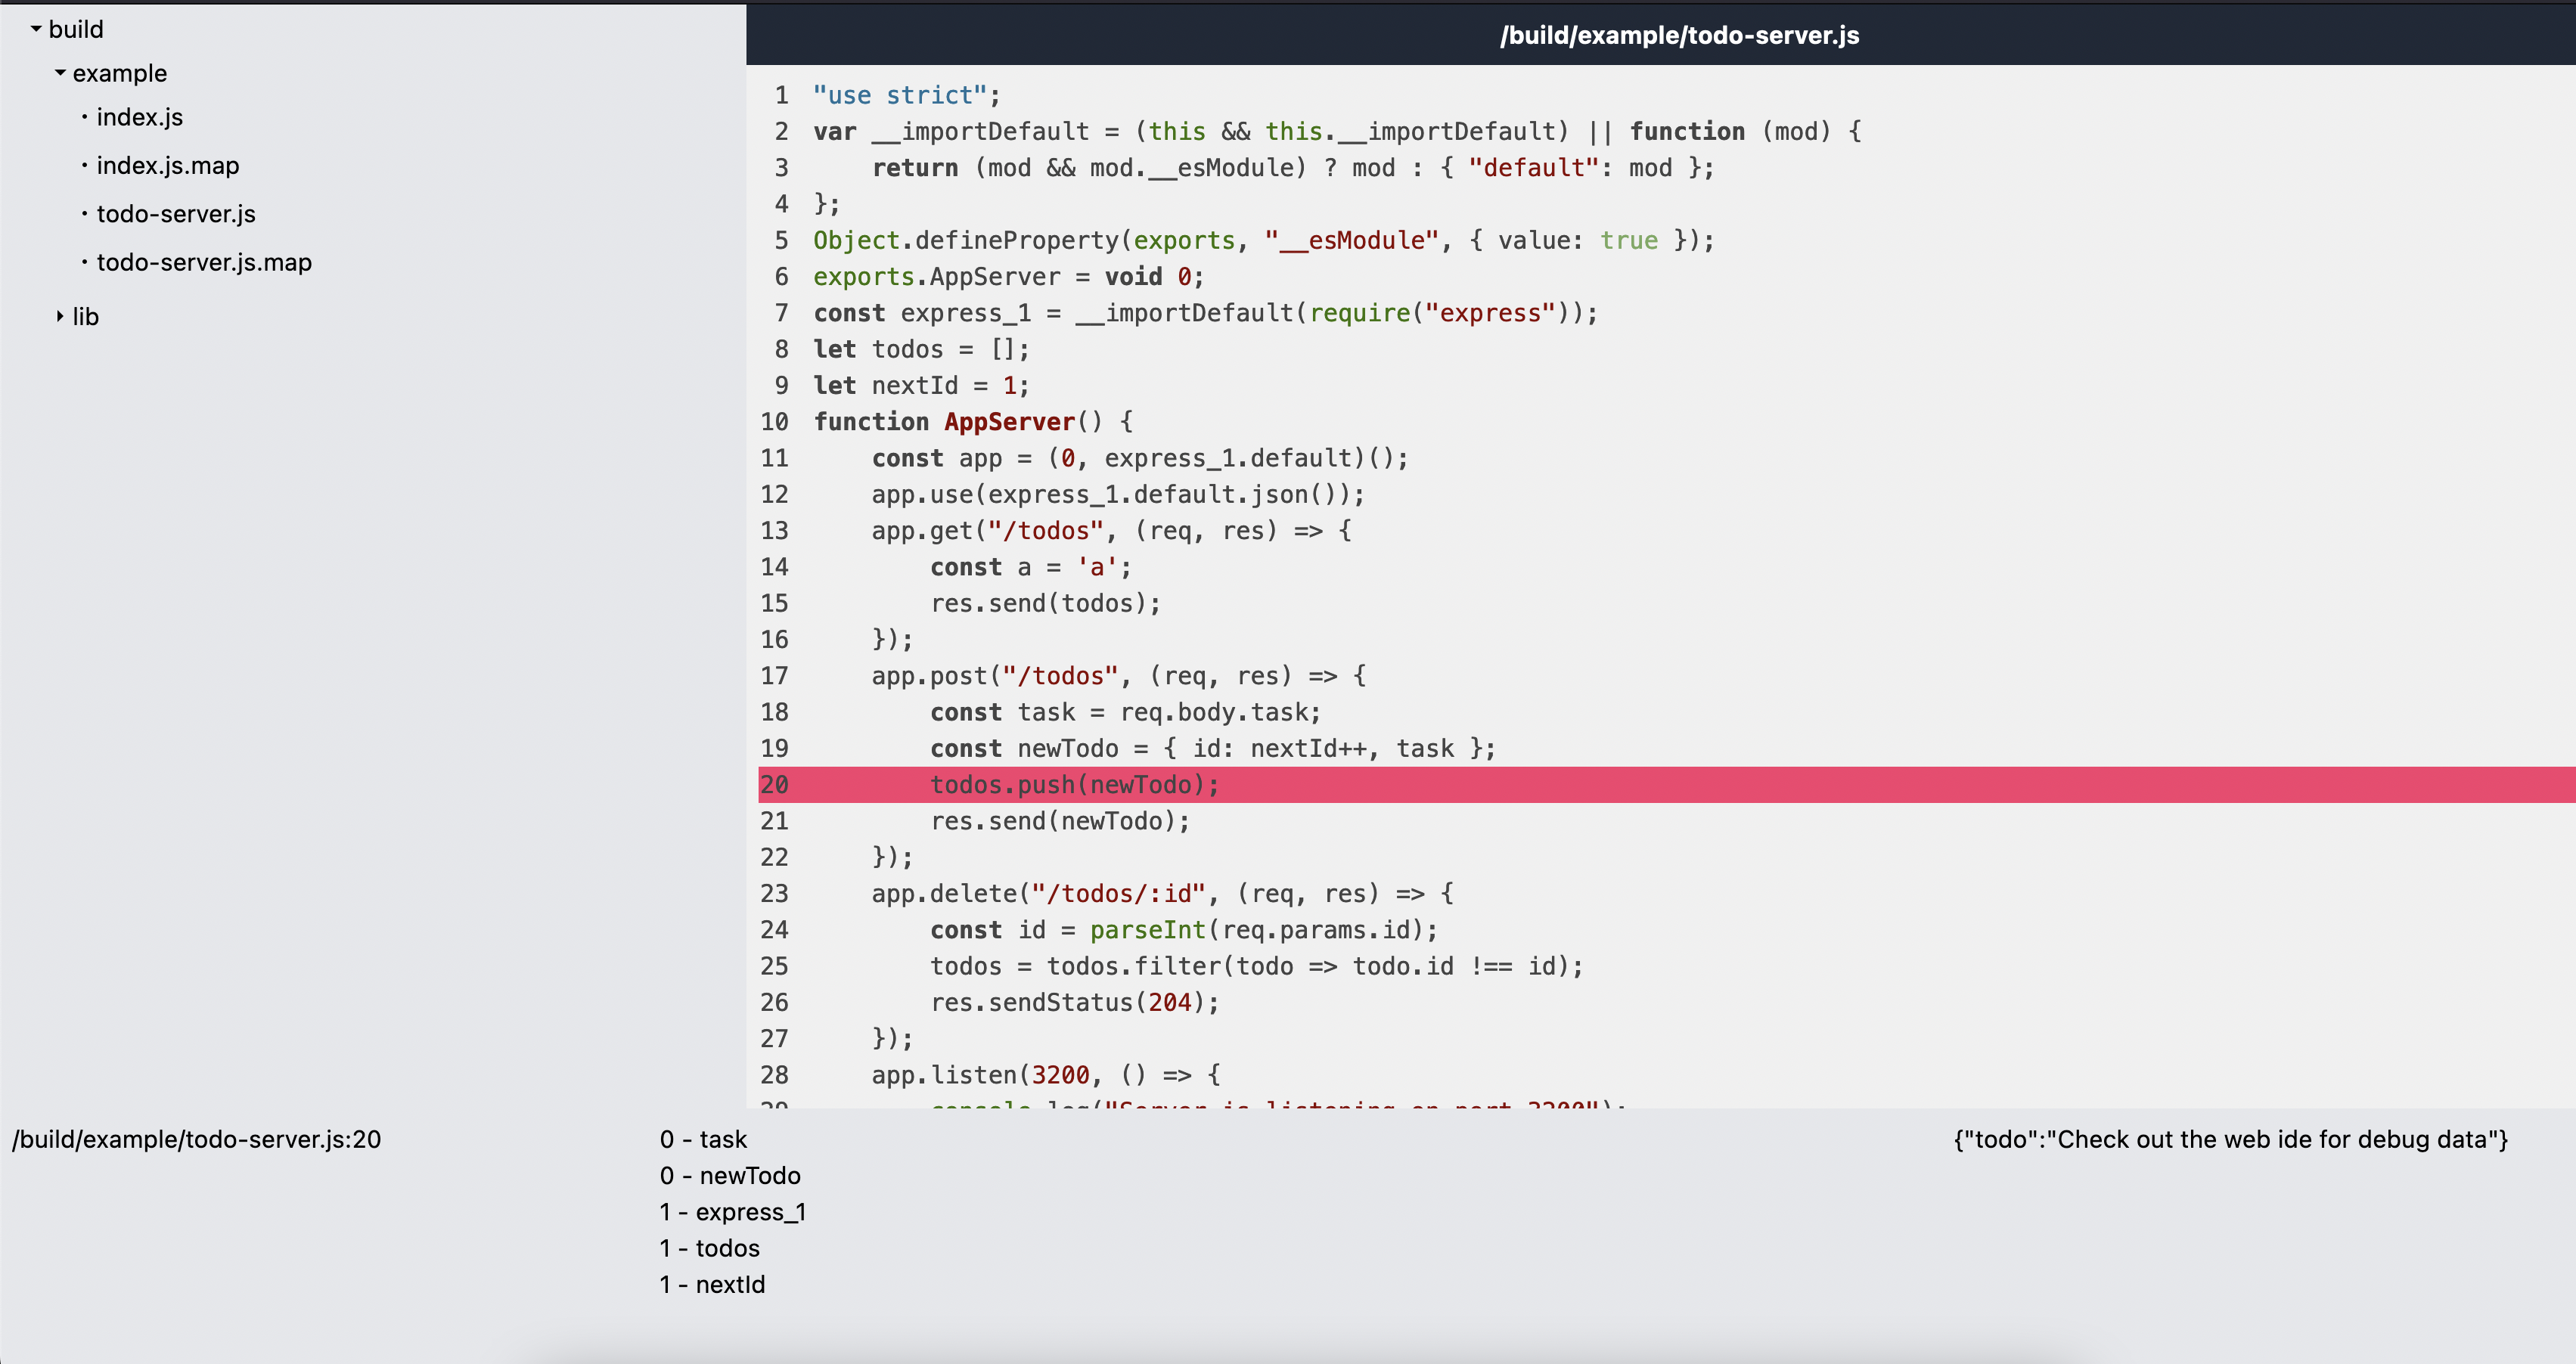 build
example
index.js
index.js.map
todo-server.js
todo-server.js.map
lib
/build/example/todo-server.js
1 "use strict";
2 var __importDefault = (this && this.__importDefault) || function (mod) {
3     return (mod && mod.__esModule) ? mod : { "default": mod };
4 };
5 Object.defineProperty(exports, "__esModule", { value: true });
6 exports.AppServer = void 0;
7 const express_1 = __importDefault(require("express"));
8 let todos = [];
9 let nextId = 1;
10 function AppServer() {
11     const app = (0, express_1.default)();
12     app.use(express_1.default.json());
13     app.get("/todos", (req, res) => {
14         const a = 'a';
15         res.send(todos);
16     });
17     app.post("/todos", (req, res) => {
18         const task = req.body.task;
19         const newTodo = { id: nextId++, task };
20         todos.push(newTodo);
21         res.send(newTodo);
22     });
23     app.delete("/todos/:id", (req, res) => {
24         const id = parseInt(req.params.id);
25         todos = todos.filter(todo => todo.id !== id);
26         res.sendStatus(204);
27     });
28     app.listen(3200, () => {
29         console.log("Server is listening on port 3200");
/build/example/todo-server.js:20
0 - task
0 - newTodo
1 - express_1
1 - todos
1 - nextId
{"todo":"Check out the web ide for debug data"}